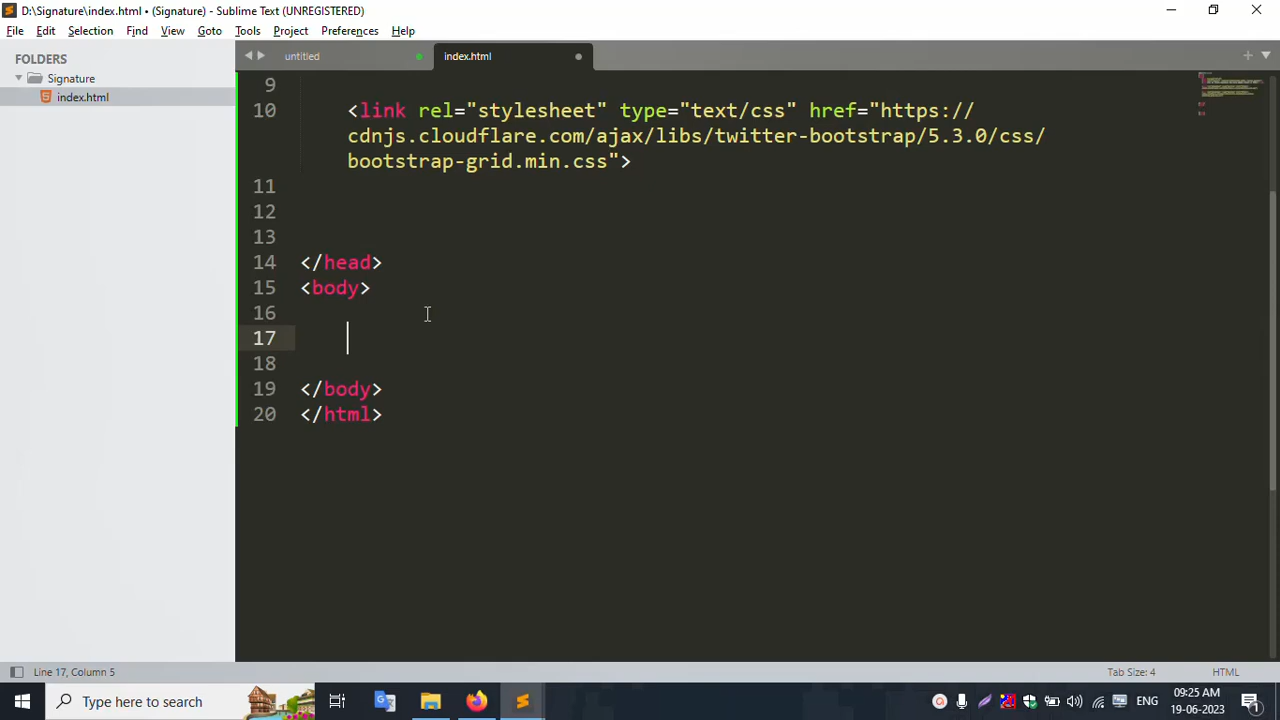 D:\Signature\index.html • (Signature) - Sublime Text (UNREGISTERED)
File Edit Selection Find View Goto Tools Project Preferences Help
FOLDERS
Signature
index.html
untitled
index.html
9
10 <link rel="stylesheet" type="text/css" href="https://
cdnjs.cloudflare.com/ajax/libs/twitter-bootstrap/5.3.0/css/
bootstrap-grid.min.css">
11
12
13
14 </head>
15 <body>
16
17
18
19 </body>
20 </html>
Line 17, Column 5
Tab Size: 4
HTML
Type here to search
ENG
09:25 AM
19-06-2023
1